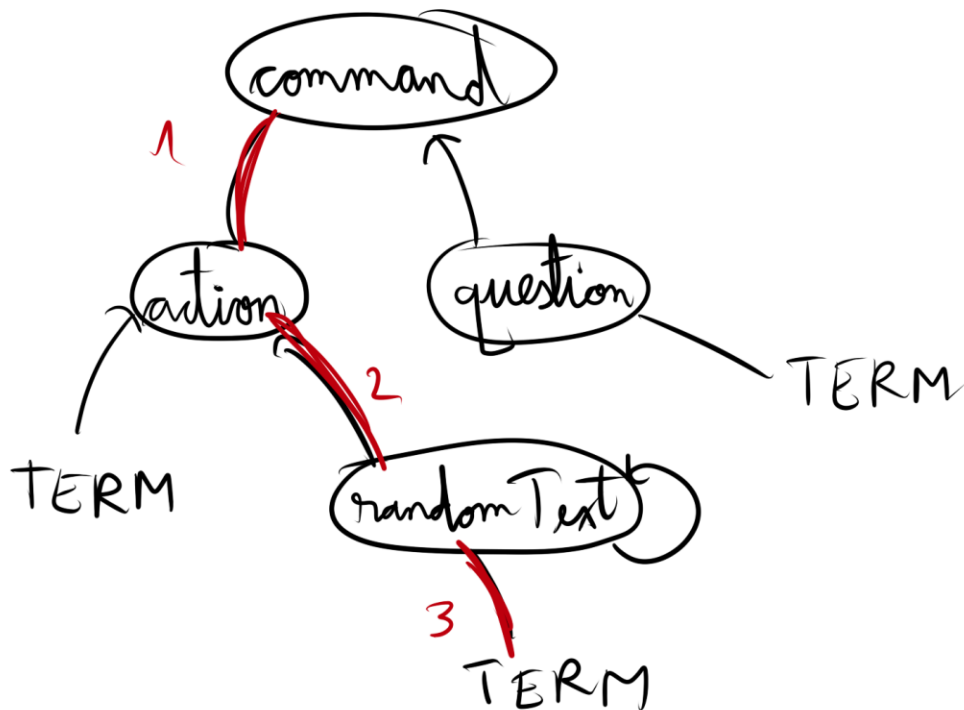 command
1
action
question
2
TERM
TERM
randomText
3
TERM